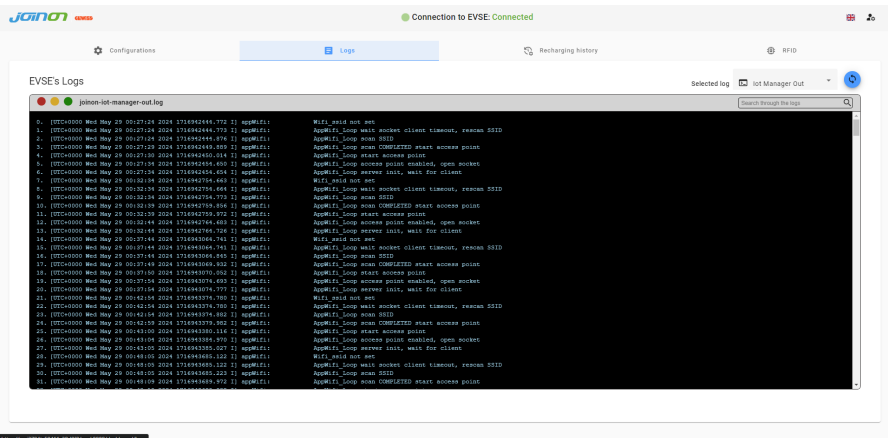 JOINON GEWISS
Connection to EVSE: Connected
Configurations
Logs
Recharging history
RFID
EVSE's Logs
Selected log
Iot Manager Out
joinon-iot-manager-out.log
Search through the logs
0. [UTC+0000 Wed May 29 00:27:24 2024 1716942444.772 I] appWifi: Wifi_ssid not set
1. [UTC+0000 Wed May 29 00:27:24 2024 1716942444.773 I] appWifi: AppWifi_Loop wait socket client timeout, rescan SSID
2. [UTC+0000 Wed May 29 00:27:24 2024 1716942444.876 I] appWifi: AppWifi_Loop scan SSID
3. [UTC+0000 Wed May 29 00:27:29 2024 1716942449.889 I] appWifi: AppWifi_Loop scan COMPLETED start access point
4. [UTC+0000 Wed May 29 00:27:30 2024 1716942450.014 I] appWifi: AppWifi_Loop start access point
5. [UTC+0000 Wed May 29 00:27:34 2024 1716942454.650 I] appWifi: AppWifi_Loop access point enabled, open socket
6. [UTC+0000 Wed May 29 00:27:34 2024 1716942454.654 I] appWifi: AppWifi_Loop server init, wait for client
7. [UTC+0000 Wed May 29 00:32:34 2024 1716942754.663 I] appWifi: Wifi_ssid not set
8. [UTC+0000 Wed May 29 00:32:34 2024 1716942754.664 I] appWifi: AppWifi_Loop wait socket client timeout, rescan SSID
9. [UTC+0000 Wed May 29 00:32:34 2024 1716942754.773 I] appWifi: AppWifi_Loop scan SSID
10. [UTC+0000 Wed May 29 00:32:39 2024 1716942759.856 I] appWifi: AppWifi_Loop scan COMPLETED start access point
11. [UTC+0000 Wed May 29 00:32:39 2024 1716942759.972 I] appWifi: AppWifi_Loop start access point
12. [UTC+0000 Wed May 29 00:32:44 2024 1716942764.683 I] appWifi: AppWifi_Loop access point enabled, open socket
13. [UTC+0000 Wed May 29 00:32:44 2024 1716942764.726 I] appWifi: AppWifi_Loop server init, wait for client
14. [UTC+0000 Wed May 29 00:37:44 2024 1716943064.741 I] appWifi: Wifi_ssid not set
15. [UTC+0000 Wed May 29 00:37:44 2024 1716943064.741 I] appWifi: AppWifi_Loop wait socket client timeout, rescan SSID
16. [UTC+0000 Wed May 29 00:37:44 2024 1716943064.845 I] appWifi: AppWifi_Loop scan SSID
17. [UTC+0000 Wed May 29 00:37:49 2024 1716943069.932 I] appWifi: AppWifi_Loop scan COMPLETED start access point
18. [UTC+0000 Wed May 29 00:37:50 2024 1716943070.052 I] appWifi: AppWifi_Loop start access point
19. [UTC+0000 Wed May 29 00:37:54 2024 1716943074.693 I] appWifi: AppWifi_Loop access point enabled, open socket
20. [UTC+0000 Wed May 29 00:37:54 2024 1716943074.777 I] appWifi: AppWifi_Loop server init, wait for client
21. [UTC+0000 Wed May 29 00:42:54 2024 1716943374.780 I] appWifi: Wifi_ssid not set
22. [UTC+0000 Wed May 29 00:42:54 2024 1716943374.780 I] appWifi: AppWifi_Loop wait socket client timeout, rescan SSID
23. [UTC+0000 Wed May 29 00:42:54 2024 1716943374.882 I] appWifi: AppWifi_Loop scan SSID
24. [UTC+0000 Wed May 29 00:42:59 2024 1716943379.982 I] appWifi: AppWifi_Loop scan COMPLETED start access point
25. [UTC+0000 Wed May 29 00:43:00 2024 1716943380.116 I] appWifi: AppWifi_Loop start access point
26. [UTC+0000 Wed May 29 00:43:04 2024 1716943384.970 I] appWifi: AppWifi_Loop access point enabled, open socket
27. [UTC+0000 Wed May 29 00:43:05 2024 1716943385.027 I] appWifi: AppWifi_Loop server init, wait for client
28. [UTC+0000 Wed May 29 00:48:05 2024 1716943685.122 I] appWifi: Wifi_ssid not set
29. [UTC+0000 Wed May 29 00:48:05 2024 1716943685.122 I] appWifi: AppWifi_Loop wait socket client timeout, rescan SSID
30. [UTC+0000 Wed May 29 00:48:05 2024 1716943685.223 I] appWifi: AppWifi_Loop scan SSID
31. [UTC+0000 Wed May 29 00:48:09 2024 1716943689.972 I] appWifi: AppWifi_Loop scan COMPLETED start access point